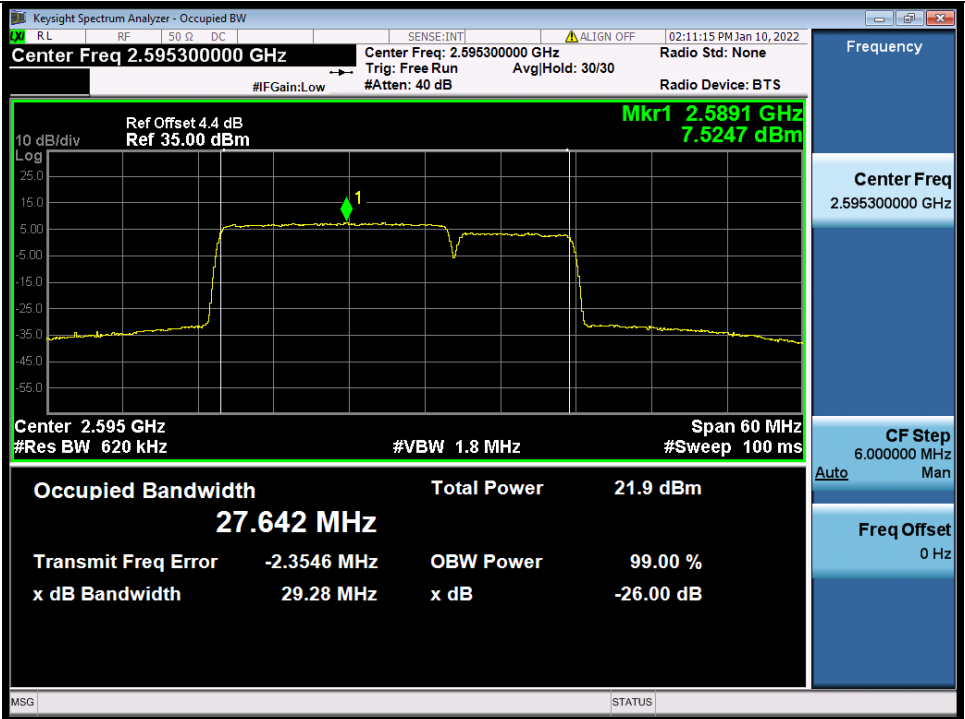 Keysight Spectrum Analyzer - Occupied BW
LXI RL RF 50 Ω DC SENSE:INT ALIGN OFF 02:11:15 PM Jan 10, 2022
Center Freq 2.595300000 GHz
Center Freq: 2.595300000 GHz Radio Std: None
Trig: Free Run Avg|Hold: 30/30
#IFGain:Low #Atten: 40 dB Radio Device: BTS
Frequency
Mkr1 2.5891 GHz
7.5247 dBm
Ref Offset 4.4 dB
10 dB/div Ref 35.00 dBm
Log
25.0
15.0
5.00
-5.00
-15.0
-25.0
-35.0
-45.0
-55.0
1
Center 2.595 GHz Span 60 MHz
#Res BW 620 kHz #VBW 1.8 MHz #Sweep 100 ms
Center Freq
2.595300000 GHz
CF Step
6.000000 MHz
Auto Man
Freq Offset
0 Hz
Occupied Bandwidth Total Power 21.9 dBm
27.642 MHz
Transmit Freq Error -2.3546 MHz OBW Power 99.00 %
x dB Bandwidth 29.28 MHz x dB -26.00 dB
MSG STATUS